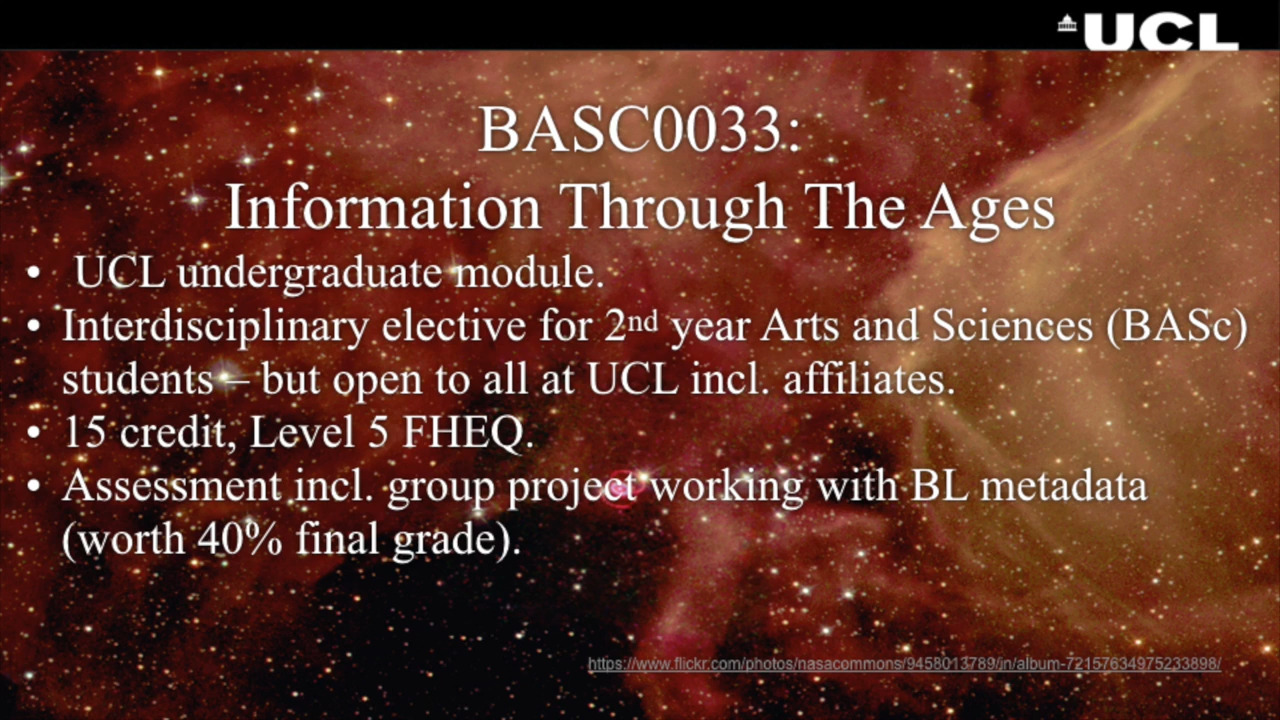 UCL
BASC0033:
Information Through The Ages
• UCL undergraduate module.
• Interdisciplinary elective for 2nd year Arts and Sciences (BASc)
students – but open to all at UCL incl. affiliates.
• 15 credit, Level 5 FHEQ.
• Assessment incl. group project working with BL metadata
(worth 40% final grade).
https://www.flickr.com/photos/nasacommons/9458013789/in/album-72157634975233898/